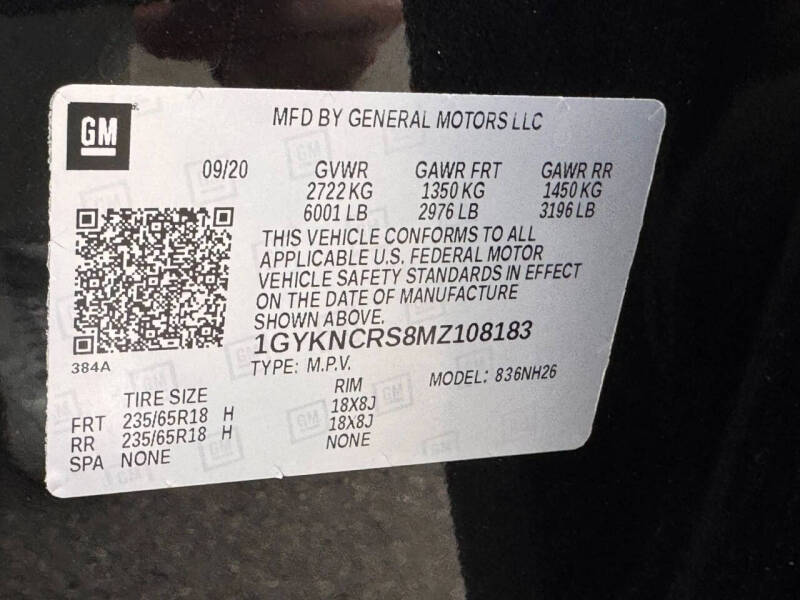 GM
MFD BY GENERAL MOTORS LLC
09/20 GVWR GAWR FRT GAWR RR
2722 KG 1350 KG 1450 KG
6001 LB 2976 LB 3196 LB
THIS VEHICLE CONFORMS TO ALL
APPLICABLE U.S. FEDERAL MOTOR
VEHICLE SAFETY STANDARDS IN EFFECT
ON THE DATE OF MANUFACTURE
SHOWN ABOVE.
1GYKNCRS8MZ108183
384A
TYPE: M.P.V. MODEL: 836NH26
TIRE SIZE RIM
FRT 235/65R18 H 18X8J
RR 235/65R18 H 18X8J
SPA NONE NONE